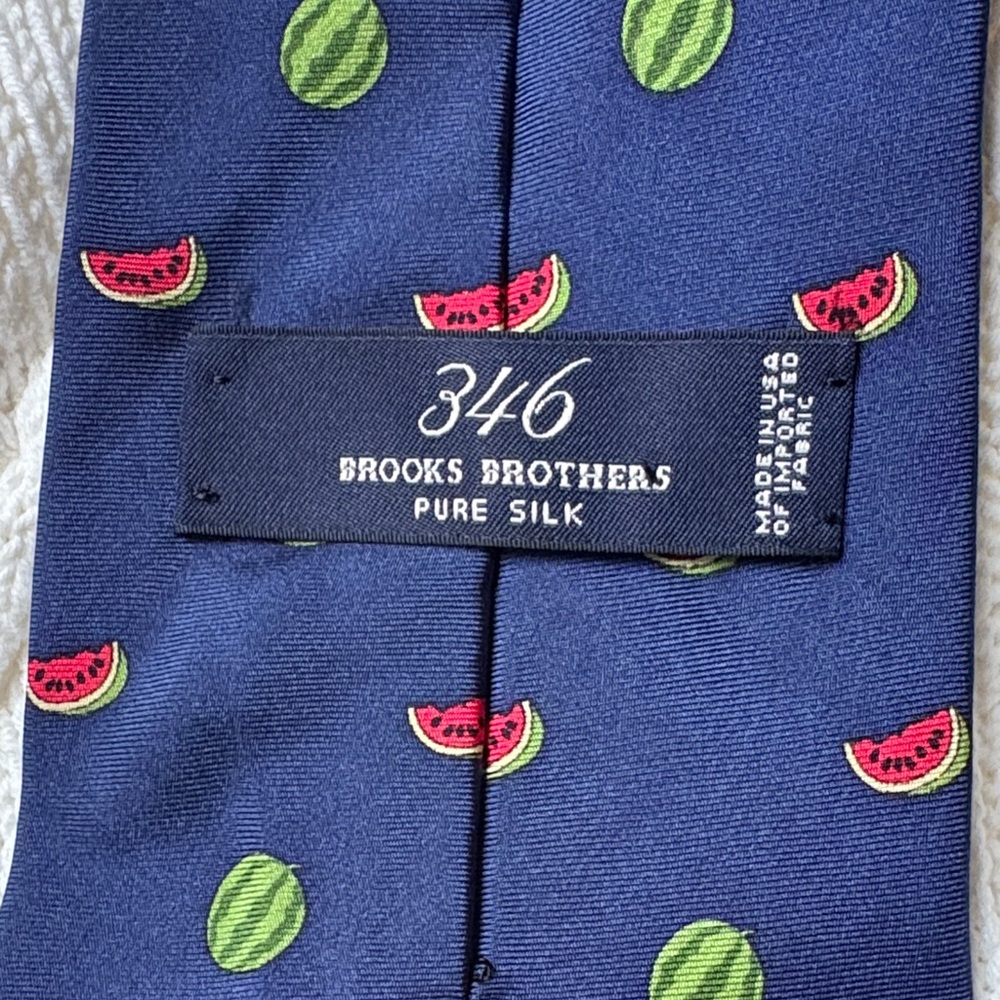 346
BROOKS BROTHERS
PURE SILK
MADE IN USA
OF IMPORTED
FABRIC